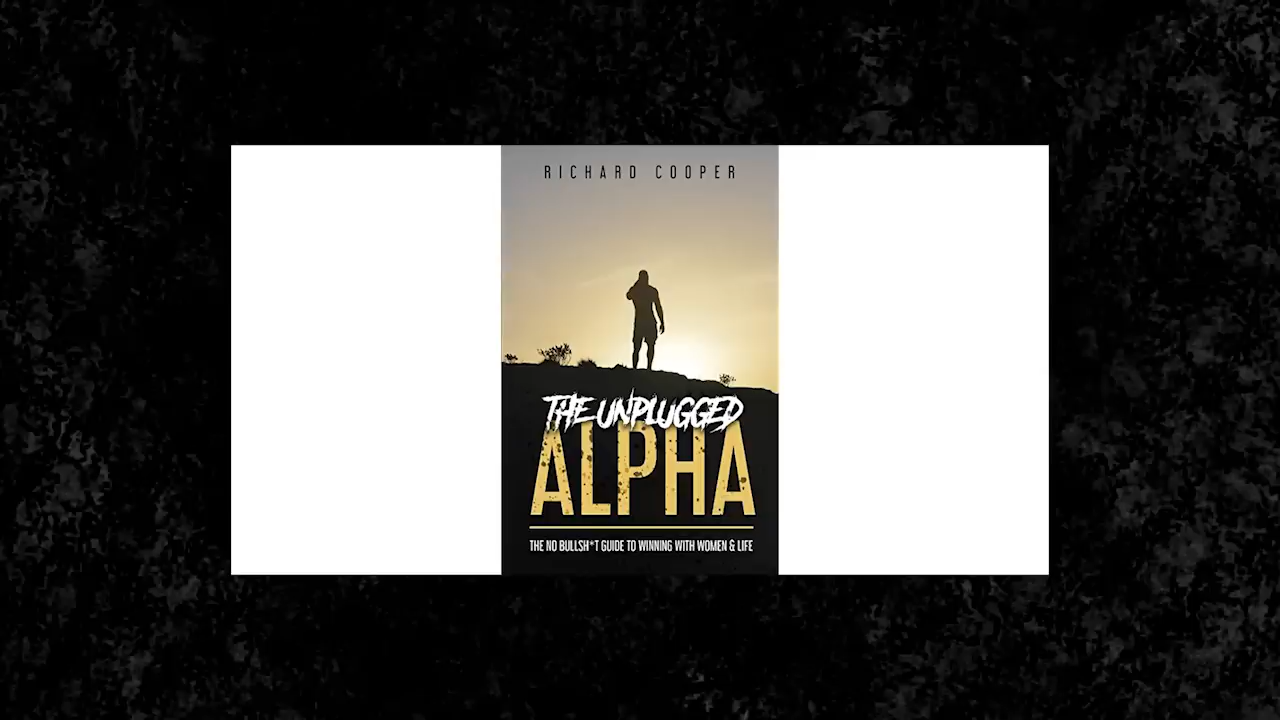 RICHARD COOPER
THE UNPLUGGED
ALPHA
THE NO BULLSH*T GUIDE TO WINNING WITH WOMEN & LIFE